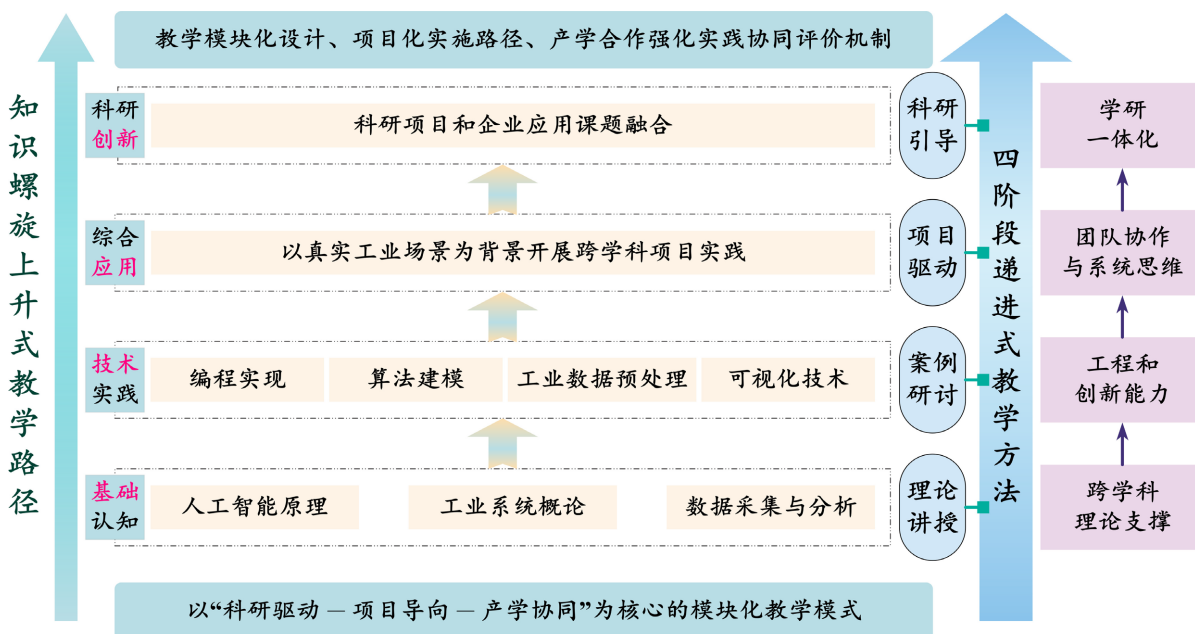 教学模块化设计、项目化实施路径、产学合作强化实践协同评价机制
知识螺旋上升式教学路径
科研
创新
科研项目和企业应用课题融合
科研
引导
学研
一体化
综合
应用
以真实工业场景为背景开展跨学科项目实践
项目
驱动
团队协作
与系统思维
四阶段递进式教学方法
技术
实践
编程实现
算法建模
工业数据预处理
可视化技术
案例
研讨
工程和
创新能力
基础
认知
人工智能原理
工业系统概论
数据采集与分析
理论
讲授
跨学科
理论支撑
以“科研驱动－项目导向－产学协同”为核心的模块化教学模式